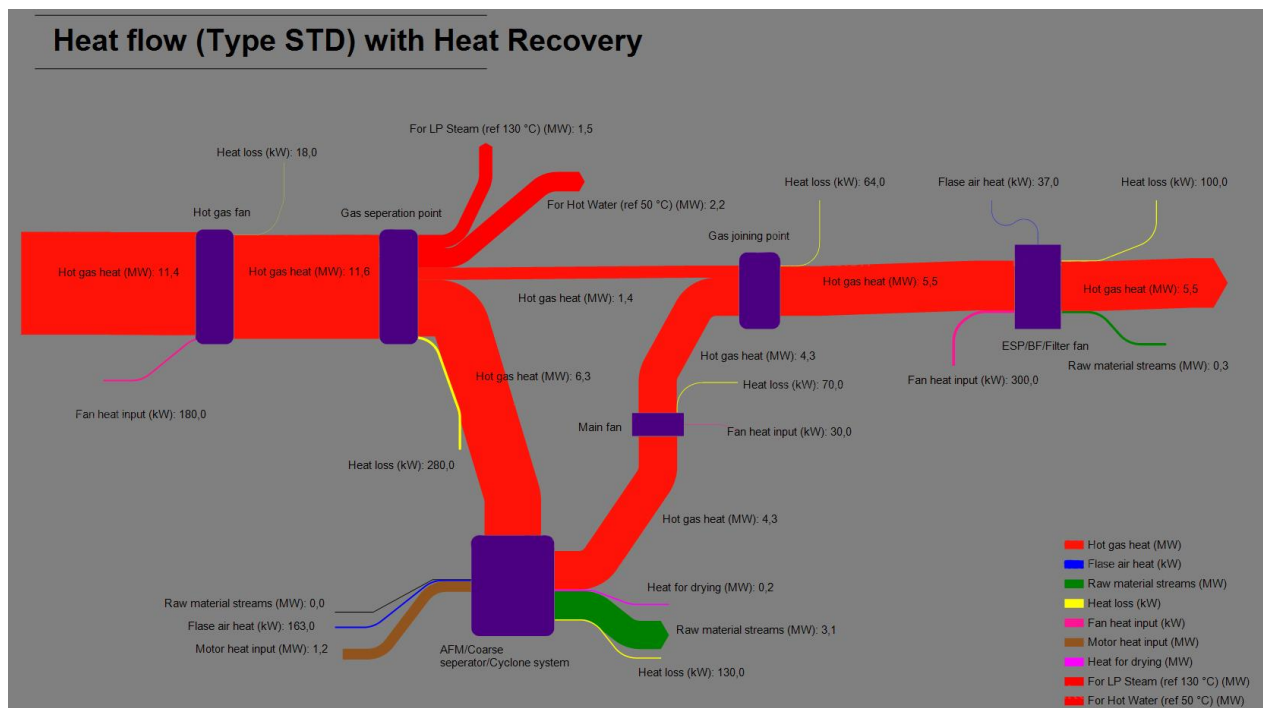 Heat flow (Type STD) with Heat Recovery
For LP Steam (ref 130 °C) (MW): 1,5
Heat loss (kW): 18,0
Heat loss (kW): 64,0
Flase air heat (kW): 37,0
Heat loss (kW): 100,0
For Hot Water (ref 50 °C) (MW): 2,2
Hot gas fan
Gas seperation point
Gas joining point
Hot gas heat (MW): 11,4
Hot gas heat (MW): 11,6
Hot gas heat (MW): 5,5
Hot gas heat (MW): 5,5
Hot gas heat (MW): 1,4
ESP/BF/Filter fan
Hot gas heat (MW): 4,3
Raw material streams (MW): 0,3
Hot gas heat (MW): 6,3
Fan heat input (kW): 300,0
Heat loss (kW): 70,0
Fan heat input (kW): 180,0
Main fan
Fan heat input (kW): 30,0
Heat loss (kW): 280,0
Hot gas heat (MW): 4,3
Heat for drying (MW): 0,2
Raw material streams (MW): 0,0
Flase air heat (kW): 163,0
Raw material streams (MW): 3,1
Motor heat input (MW): 1,2
AFM/Coarse
seperator/Cyclone system
Heat loss (kW): 130,0
Hot gas heat (MW)
Flase air heat (kW)
Raw material streams (MW)
Heat loss (kW)
Fan heat input (kW)
Motor heat input (MW)
Heat for drying (MW)
For LP Steam (ref 130 °C) (MW)
For Hot Water (ref 50 °C) (MW)